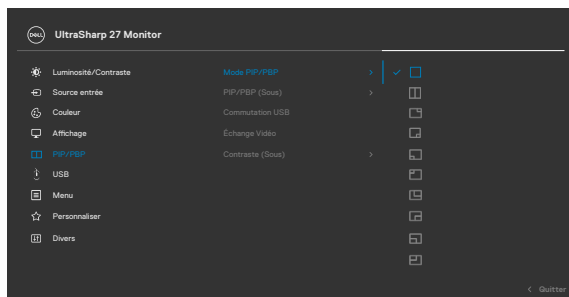 DELL UltraSharp 27 Monitor
Luminosité/Contraste Mode PIP/PBP
Source entrée PIP/PBP (Sous)
Couleur Commutation USB
Affichage Échange Vidéo
PIP/PBP Contraste (Sous)
USB
Menu
Personnaliser
Divers
Quitter